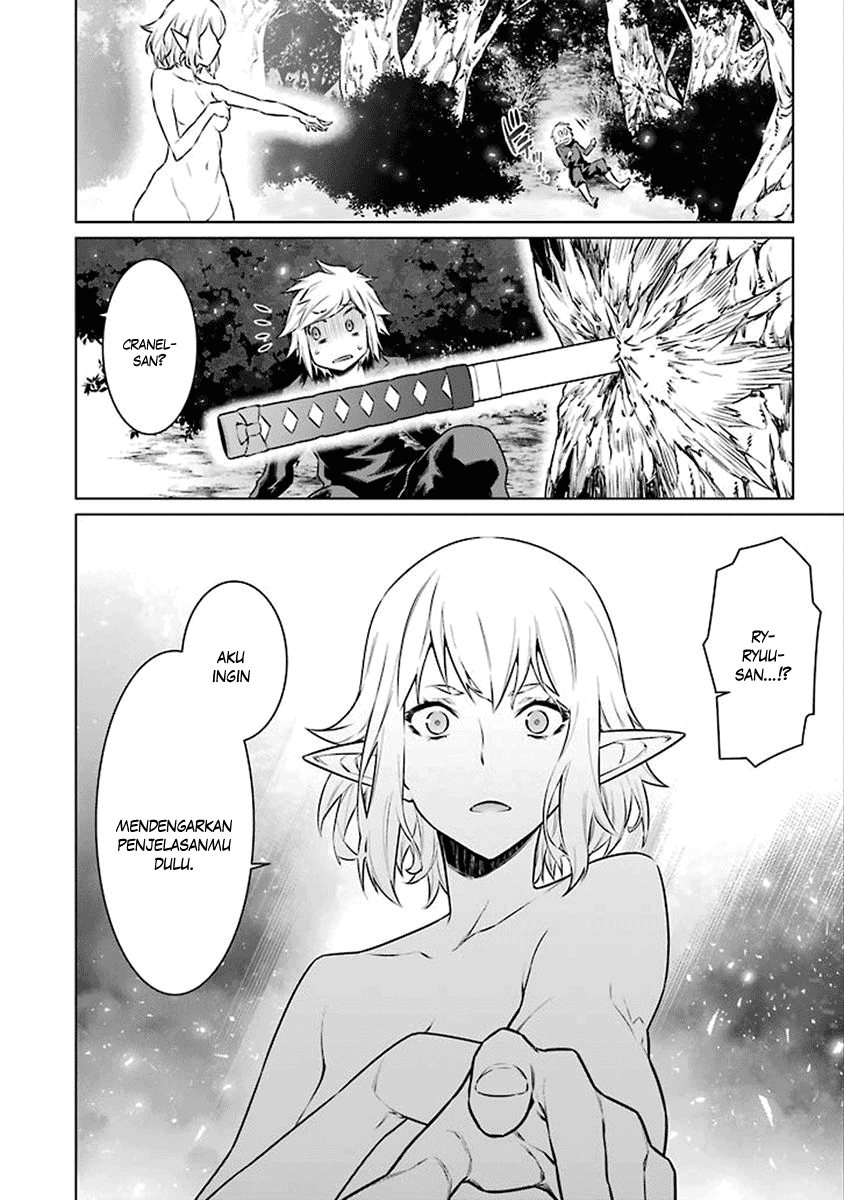 CRANEL-
SAN?
RY-
RYUU-
SAN...!?
AKU
INGIN
MENDENGARKAN
PENJELASANMU
DULU.